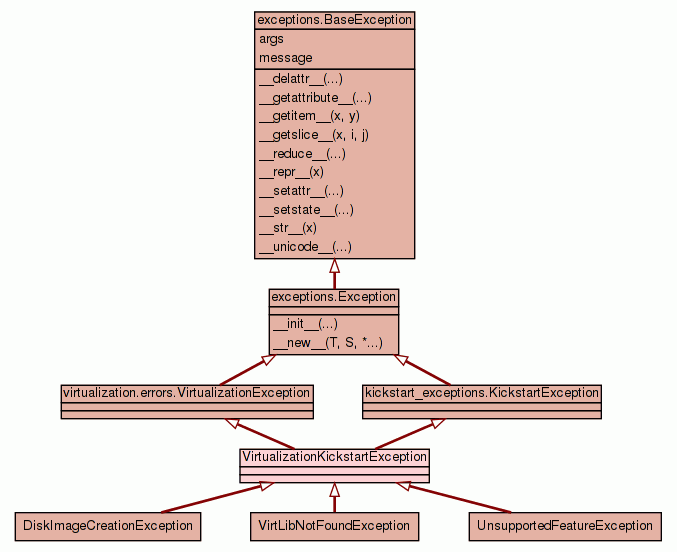 exceptions.BaseException
args
message
__delattr__(...)
__getattribute__(...)
__getitem__(x, y)
__getslice__(x, i, j)
__reduce__(...)
__repr__(x)
__setattr__(...)
__setstate__(...)
__str__(x)
__unicode__(...)
exceptions.Exception
__init__(...)
__new__(T, S, *...)
virtualization.errors.VirtualizationException
kickstart_exceptions.KickstartException
VirtualizationKickstartException
DiskImageCreationException
VirtLibNotFoundException
UnsupportedFeatureException